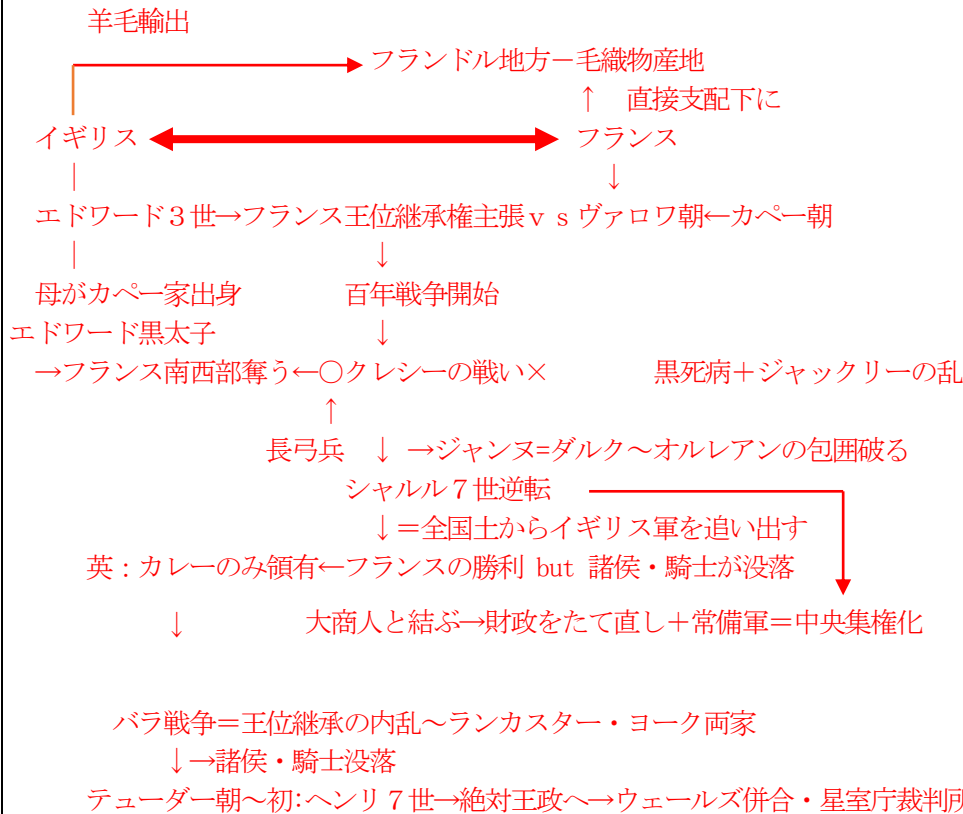 羊毛輸出
フランドル地方－毛織物産地
↑　直接支配下に
イギリス　フランス
｜　↓
エドワード３世→フランス王位継承権主張ｖｓヴァロワ朝←カペー朝
｜　↓
母がカペー家出身　百年戦争開始
エドワード黒太子　↓
→フランス南西部奪う←○クレシーの戦い×　黒死病＋ジャックリーの乱
↑
長弓兵　↓　→ジャンヌ=ダルク～オルレアンの包囲破る
シャルル７世逆転
↓＝全国土からイギリス軍を追い出す
英：カレーのみ領有←フランスの勝利 but 諸侯・騎士が没落
↓　大商人と結ぶ→財政をたて直し＋常備軍＝中央集権化
バラ戦争＝王位継承の内乱～ランカスター・ヨーク両家
↓→諸侯・騎士没落
テューダー朝～初:ヘンリ７世→絶対王政へ→ウェールズ併合・星室庁裁判